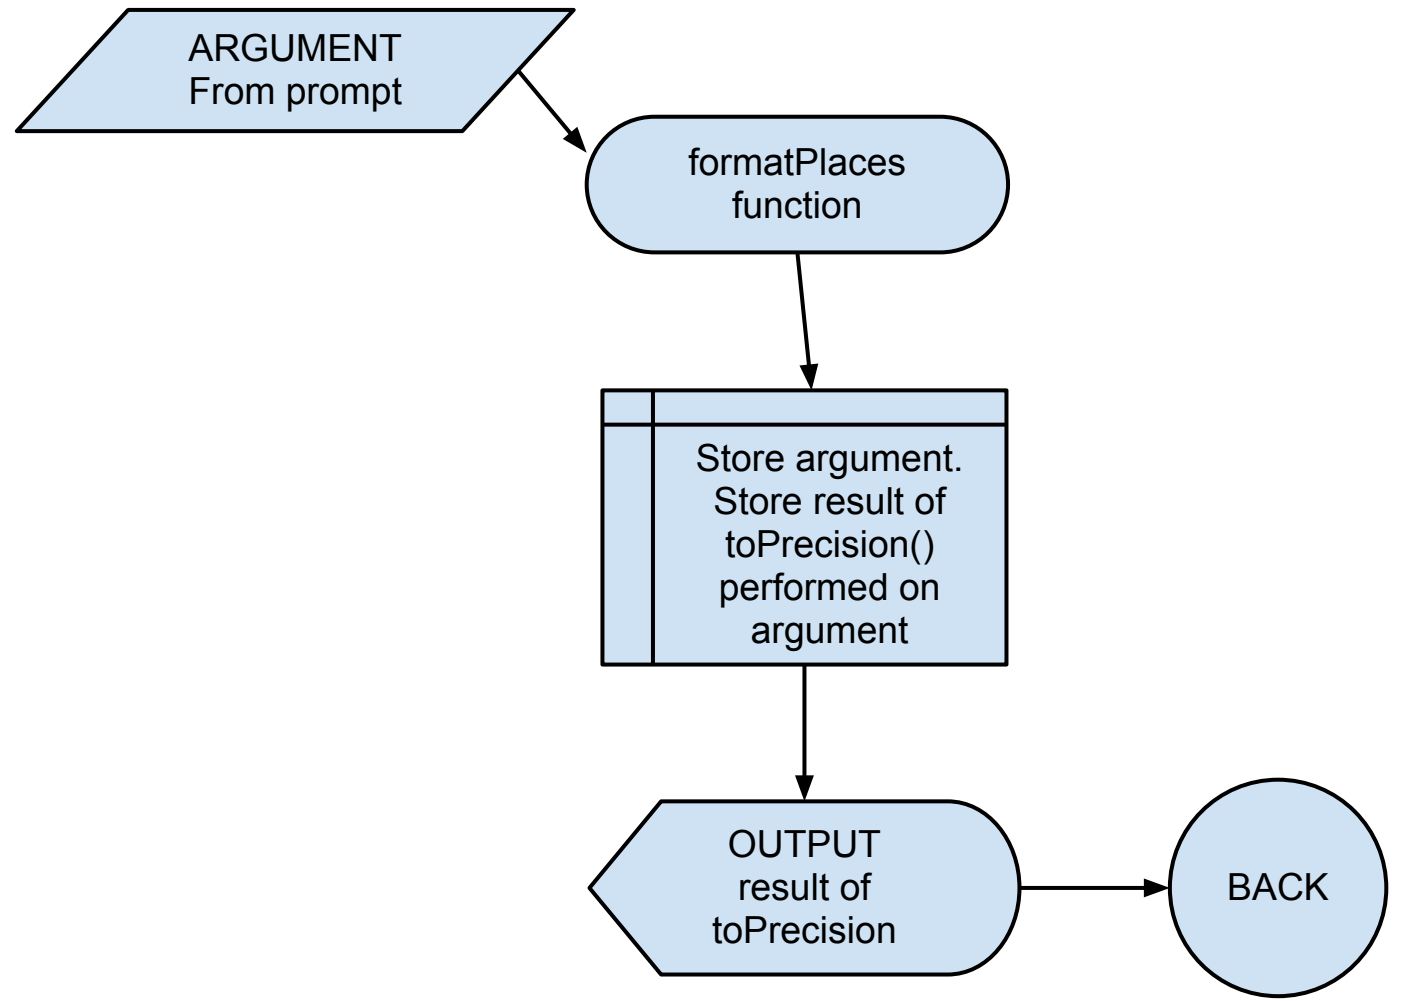 ARGUMENT
From prompt
formatPlaces
function
Store argument.
Store result of
toPrecision()
performed on
argument
OUTPUT
result of
toPrecision
BACK